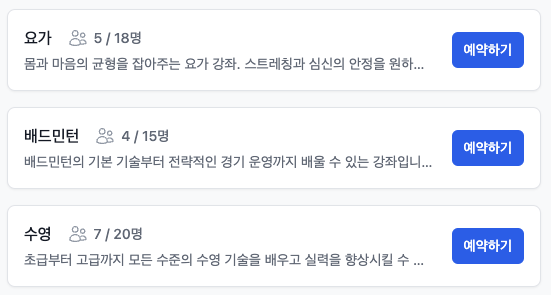 요가 5 / 18명
몸과 마음의 균형을 잡아주는 요가 강좌. 스트레칭과 심신의 안정을 원하...
예약하기
배드민턴 4 / 15명
배드민턴의 기본 기술부터 전략적인 경기 운영까지 배울 수 있는 강좌입니...
예약하기
수영 7 / 20명
초급부터 고급까지 모든 수준의 수영 기술을 배우고 실력을 향상시킬 수 ...
예약하기